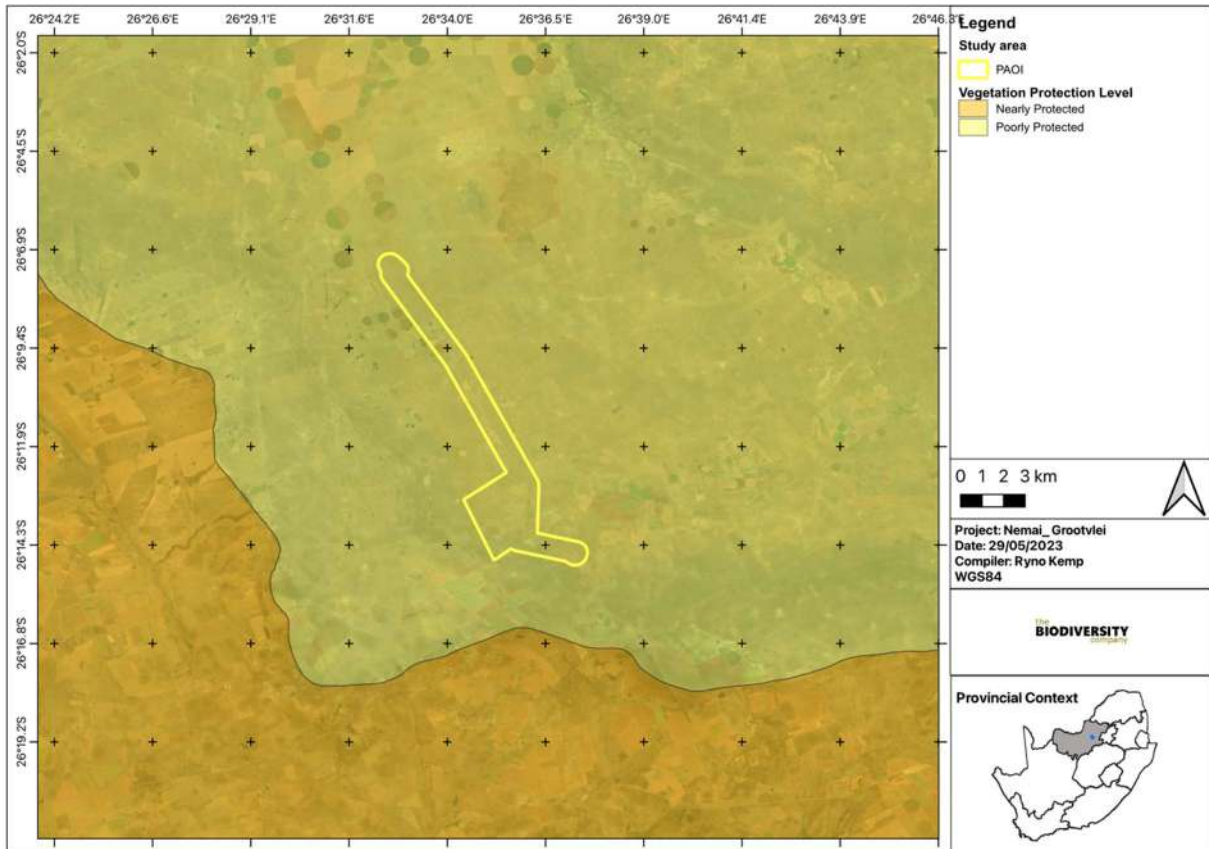 26°24.2'E 26°26.6'E 26°29.1'E 26°31.6'E 26°34.0'E 26°36.5'E 26°39.0'E 26°41.4'E 26°43.9'E 26°46.3'E
26°2.0'S
26°4.5'S
26°6.9'S
26°9.4'S
26°11.9'S
26°14.3'S
26°16.8'S
26°19.2'S
Legend
Study area
PAOI
Vegetation Protection Level
Nearly Protected
Poorly Protected
0 1 2 3 km
Project: Nemai_Grootvlei
Date: 29/05/2023
Compiler: Ryno Kemp
WGS84
the
BIODIVERSITY
company
Provincial Context